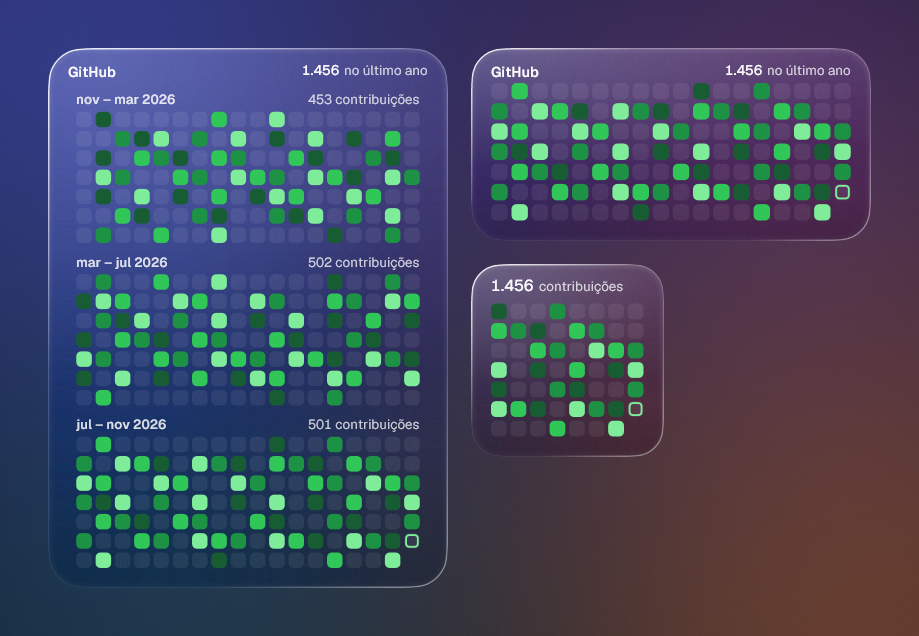 GitHub
1.456 no último ano
nov – mar 2026
453 contribuições
mar – jul 2026
502 contribuições
jul – nov 2026
501 contribuições
GitHub
1.456 no último ano
1.456 contribuições